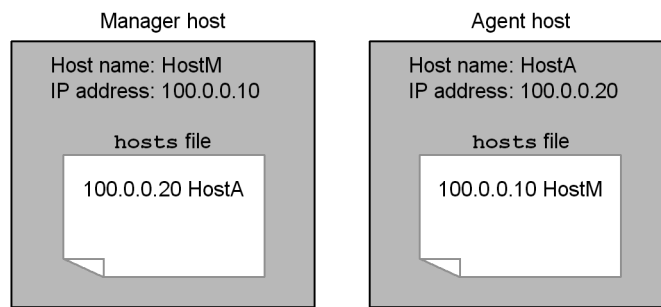 Manager host
Host name: HostM
IP address: 100.0.0.10
hosts file
100.0.0.20 HostA
Agent host
Host name: HostA
IP address: 100.0.0.20
hosts file
100.0.0.10 HostM